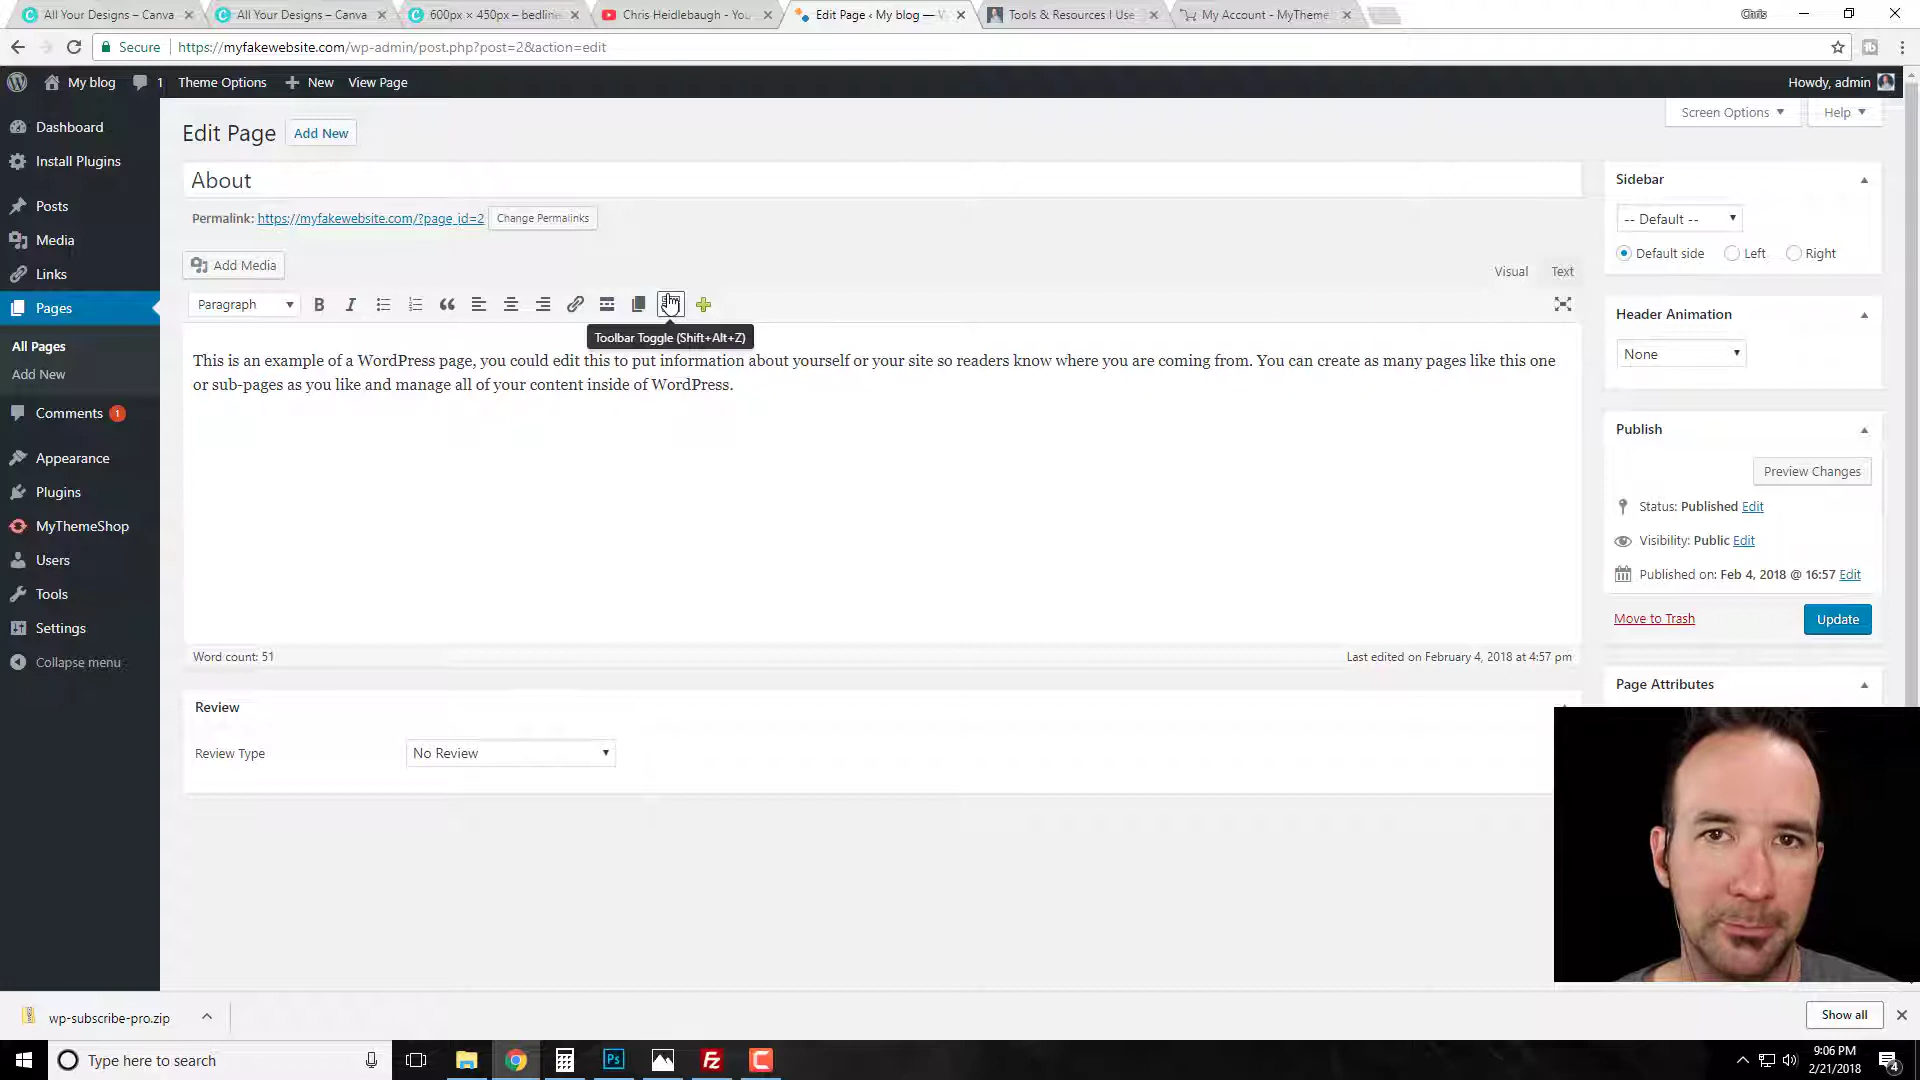 All Your Designs – Canva
All Your Designs – Canva
600px × 450px – bedline
Chris Heidlebaugh - You
Edit Page ‹ My blog —
Tools & Resources I Use
My Account - MyTheme
Chris
Secure
https://myfakewebsite.com/wp-admin/post.php?post=2&action=edit
My blog
1
Theme Options
New
View Page
Howdy, admin
Dashboard
Install Plugins
Posts
Media
Links
Pages
All Pages
Add New
Comments 1
Appearance
Plugins
MyThemeShop
Users
Tools
Settings
Collapse menu
Screen Options
Help
Edit Page
Add New
About
Permalink: https://myfakewebsite.com/?page_id=2
Change Permalinks
Add Media
Visual
Text
Paragraph
Toolbar Toggle (Shift+Alt+Z)
This is an example of a WordPress page, you could edit this to put information about yourself or your site so readers know where you are coming from. You can create as many pages like this one
or sub-pages as you like and manage all of your content inside of WordPress.
Word count: 51
Last edited on February 4, 2018 at 4:57 pm
Review
Review Type
No Review
Sidebar
-- Default --
Default side
Left
Right
Header Animation
None
Publish
Preview Changes
Status: Published Edit
Visibility: Public Edit
Published on: Feb 4, 2018 @ 16:57 Edit
Move to Trash
Update
Page Attributes
wp-subscribe-pro.zip
Show all
Type here to search
Ps
Fz
C
9:06 PM
2/21/2018
4